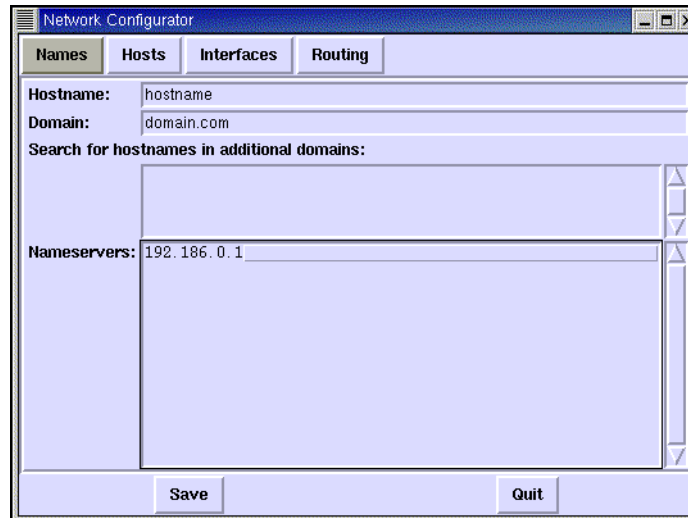 Network Configurator
Names Hosts Interfaces Routing
Hostname: hostname
Domain: domain.com
Search for hostnames in additional domains:
Nameservers: 192.186.0.1
Save Quit